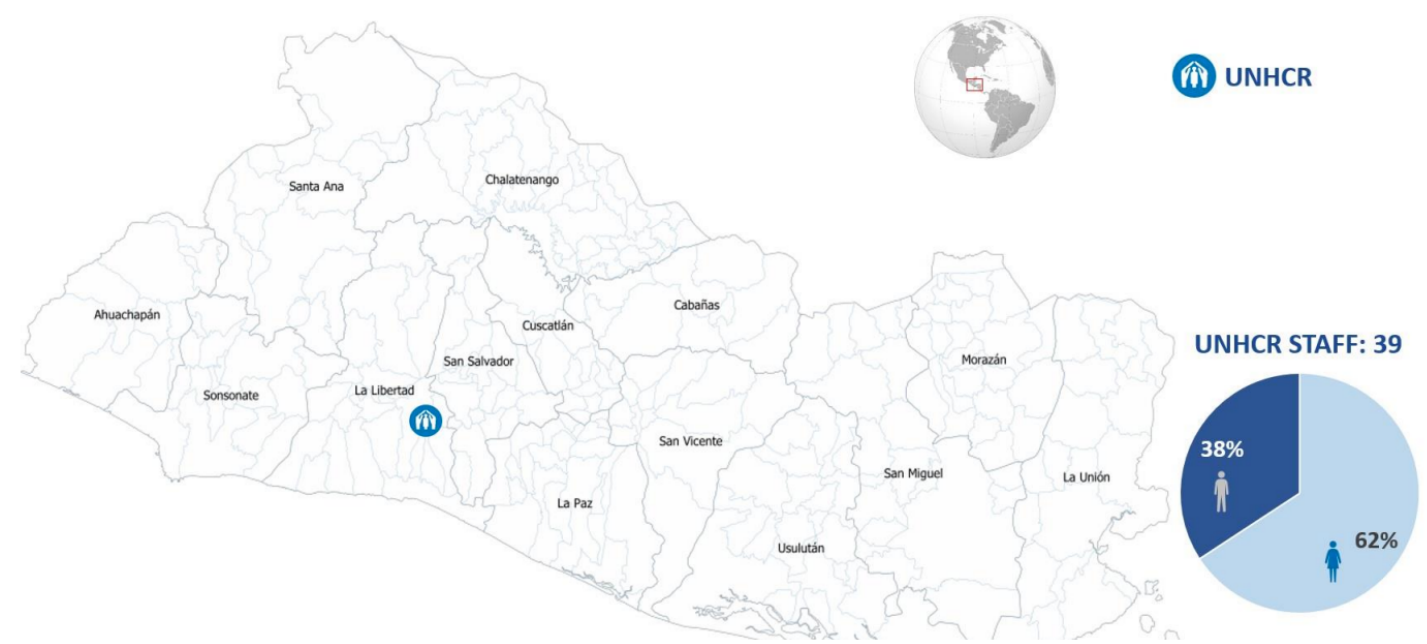 UNHCR
Santa Ana
Chalatenango
Ahuachapán
Cabañas
Cuscatlán
San Salvador
Morazán
La Libertad
Sonsonate
San Vicente
San Miguel
La Unión
La Paz
Usulután
UNHCR STAFF: 39
38%
62%